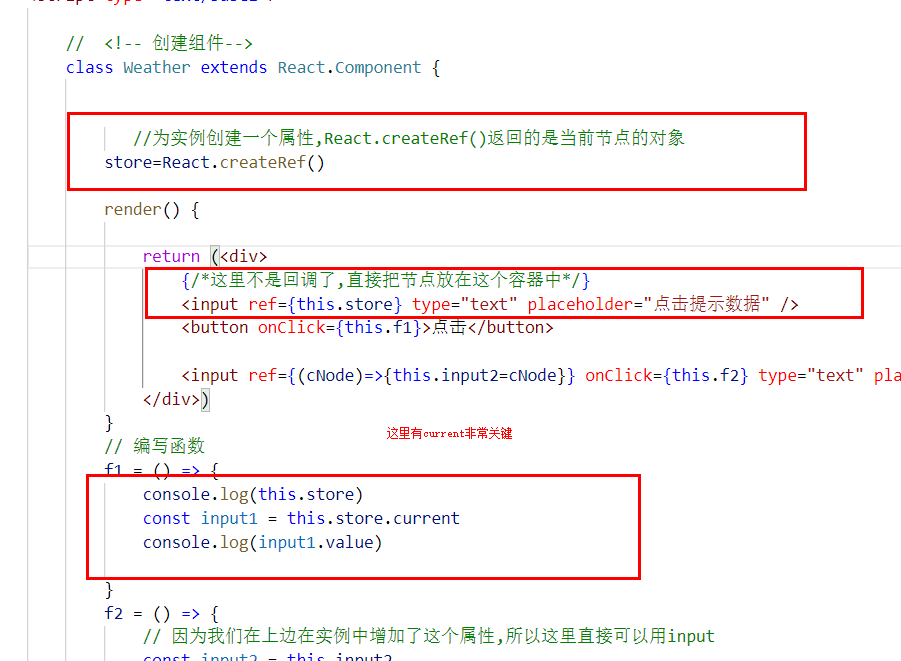 // <!-- 创建组件-->
class Weather extends React.Component {
//为实例创建一个属性,React.createRef()返回的是当前节点的对象
store=React.createRef()
render() {
return (<div>
{/*这里不是回调了,直接把节点放在这个容器中*/}
<input ref={this.store} type="text" placeholder="点击提示数据" />
<button onClick={this.f1}>点击</button>
<input ref={(cNode)=>{this.input2=cNode}} onClick={this.f2} type="text" pla
</div>)
}
这里有current非常关键
// 编写函数
f1 = () => {
console.log(this.store)
const input1 = this.store.current
console.log(input1.value)
}
f2 = () => {
// 因为我们在上边在实例中增加了这个属性,所以这里直接可以用input
const input2 = this.input2